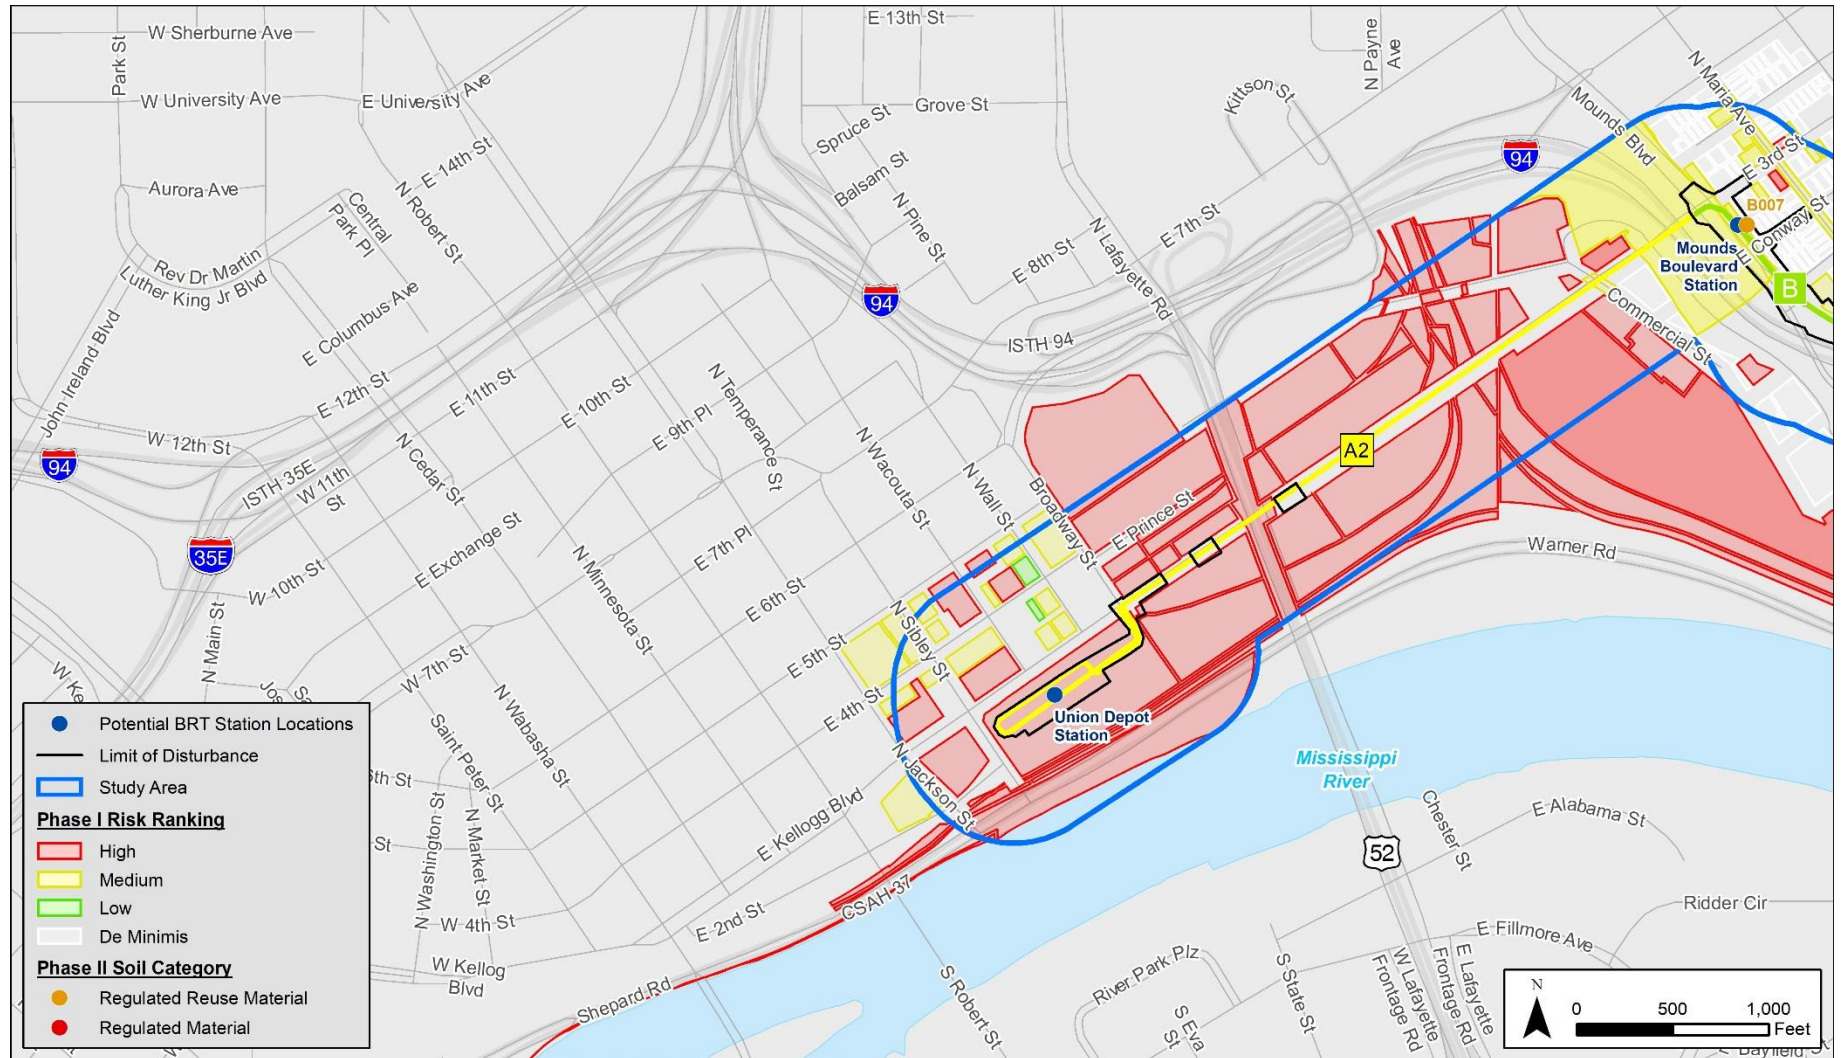 E 13th St
W Sherburne Ave
Park St
N Payne
Ave
N Maria Ave
W University Ave
E University Ave
Grove St
Kittson St
Mounds Blvd
Spruce St
94
E 3rd St
E 14th St
Balsam St
Aurora Ave
N Robert St
Central
Park Pl
N Pine St
N Lafayette Rd
E 7th St
B007
Conway St
E
Mounds
Boulevard
Station
B
Rev Dr Martin
Luther King Jr Blvd
E 8th St
E Columbus Ave
94
ISTH 94
Commercial St
John Ireland Blvd
E 12th St
E 11th St
E 10th St
N Temperance St
E 9th Pl
W 12th St
N Cedar St
N Wacouta St
A2
94
ISTH 35E
W 11th
St
N Wall St
Broadway St
E Prince St
35E
E Exchange St
E 7th Pl
Warner Rd
W 10th St
N Minnesota St
E 6th St
N Main St
N Sibley St
E 5th St
W 7th St
E 4th St
N Wabasha St
Saint Peter St
Union Depot
Station
N Jackson St
Mississippi
River
E Kellogg Blvd
N Washington St
N Market St
Chester St
E Alabama St
52
St
CSAH 37
E 2nd St
W 4th St
Ridder Cir
E Fillmore Ave
W Kellog
Blvd
River Park Plz
S State St
W Lafayette
Frontage Rd
E Lafayette
Frontage Rd
Shepard Rd
S Robert St
S Eva
St
Potential BRT Station Locations
Limit of Disturbance
Study Area
Phase I Risk Ranking
High
Medium
Low
De Minimis
Phase II Soil Category
Regulated Reuse Material
Regulated Material
N
0 500 1,000
Feet